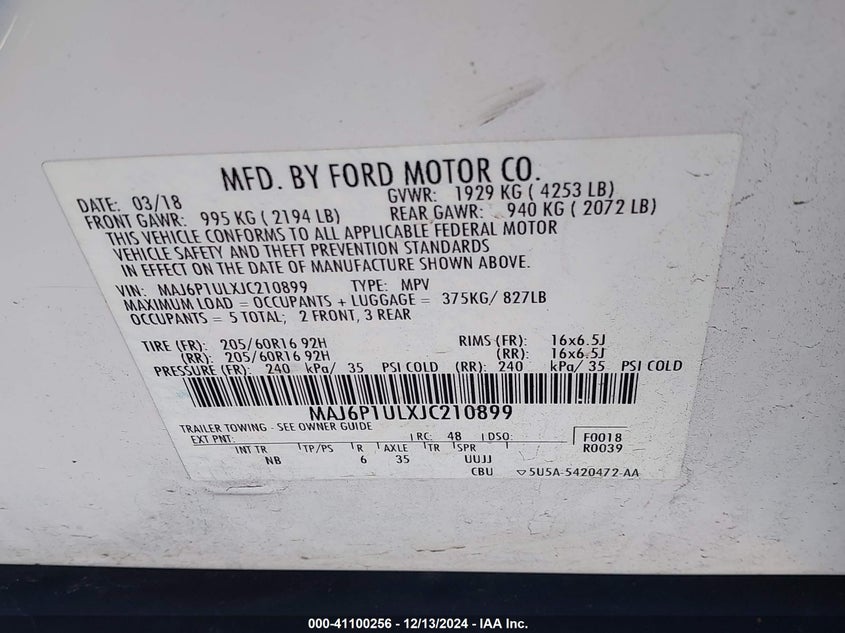 MFD. BY FORD MOTOR CO.
DATE: 03/18 GVWR: 1929 KG ( 4253 LB)
FRONT GAWR: 995 KG ( 2194 LB) REAR GAWR: 940 KG ( 2072 LB)
THIS VEHICLE CONFORMS TO ALL APPLICABLE FEDERAL MOTOR
VEHICLE SAFETY AND THEFT PREVENTION STANDARDS
IN EFFECT ON THE DATE OF MANUFACTURE SHOWN ABOVE.
VIN: MAJ6P1ULXJC210899 TYPE: MPV
MAXIMUM LOAD = OCCUPANTS + LUGGAGE = 375KG/ 827LB
OCCUPANTS = 5 TOTAL; 2 FRONT, 3 REAR
TIRE (FR): 205/60R16 92H RIMS (FR): 16x6.5J
(RR): 205/60R16 92H (RR): 16x6.5J
PRESSURE (FR): 240 kPa/ 35 PSI COLD (RR): 240 kPa/ 35 PSI COLD
MAJ6P1ULXJC210899
TRAILER TOWING - SEE OWNER GUIDE
EXT PNT: RC: 48 DSO: F0018
INT TR TP/PS R AXLE TR SPR R0039
NB 6 35 UUJJ
CBU 5U5A-5420472-AA
000-41100256 - 12/13/2024 - IAA Inc.